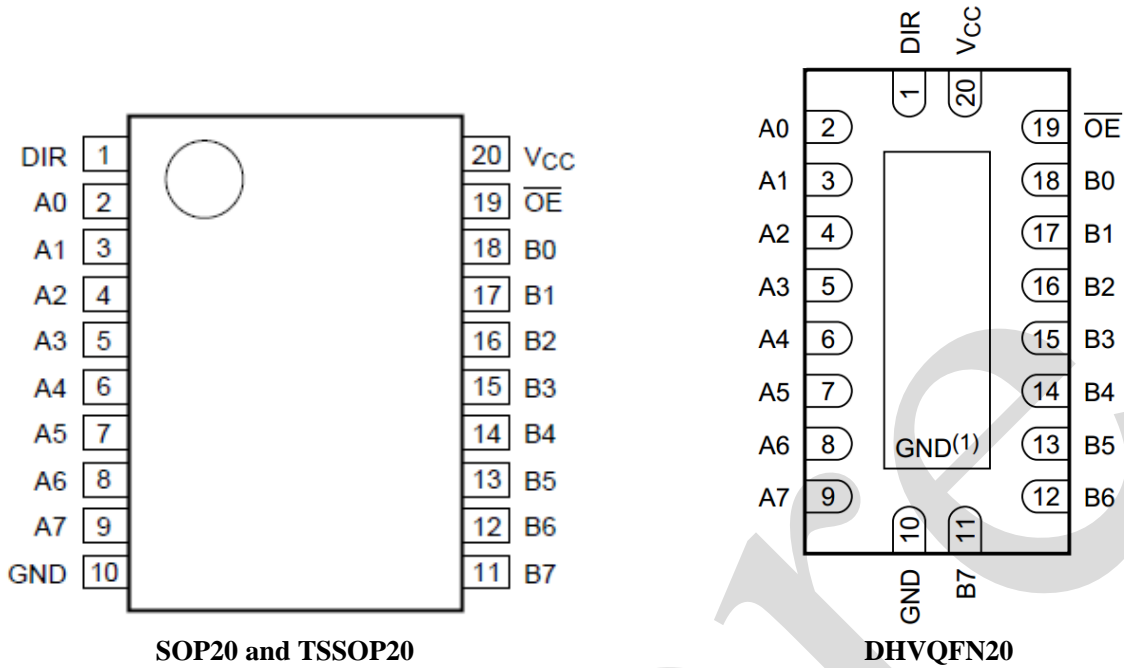 DIR 1 20 VCC
A0 2 19 OE
A1 3 18 B0
A2 4 17 B1
A3 5 16 B2
A4 6 15 B3
A5 7 14 B4
A6 8 13 B5
A7 9 12 B6
GND 10 11 B7
SOP20 and TSSOP20
DIR VCC
1 20
A0 2 19 OE
A1 3 18 B0
A2 4 17 B1
A3 5 16 B2
A4 6 15 B3
A5 7 14 B4
A6 8 GND(1) 13 B5
A7 9 12 B6
10 11
GND B7
DHVQFN20